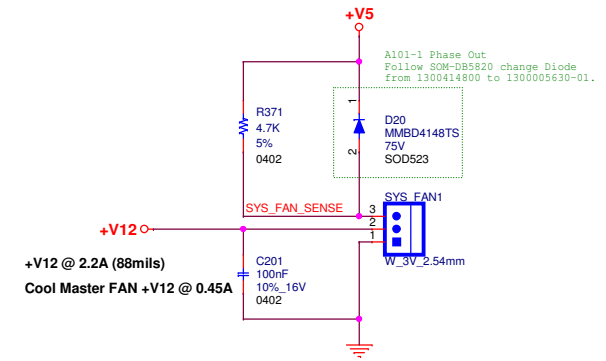 +V5
A101-1 Phase Out
Follow SOM-DB5820 change Diode
from 1300414800 to 1300005630-01.
R371
4.7K
5%
0402
1
2
D20
MMBD4148TS
75V
SOD523
SYS_FAN1
SYS_FAN_SENSE
3
2
1
+V12
W_3V_2.54mm
+V12 @ 2.2A (88mils)
Cool Master FAN +V12 @ 0.45A
C201
100nF
10%_16V
0402